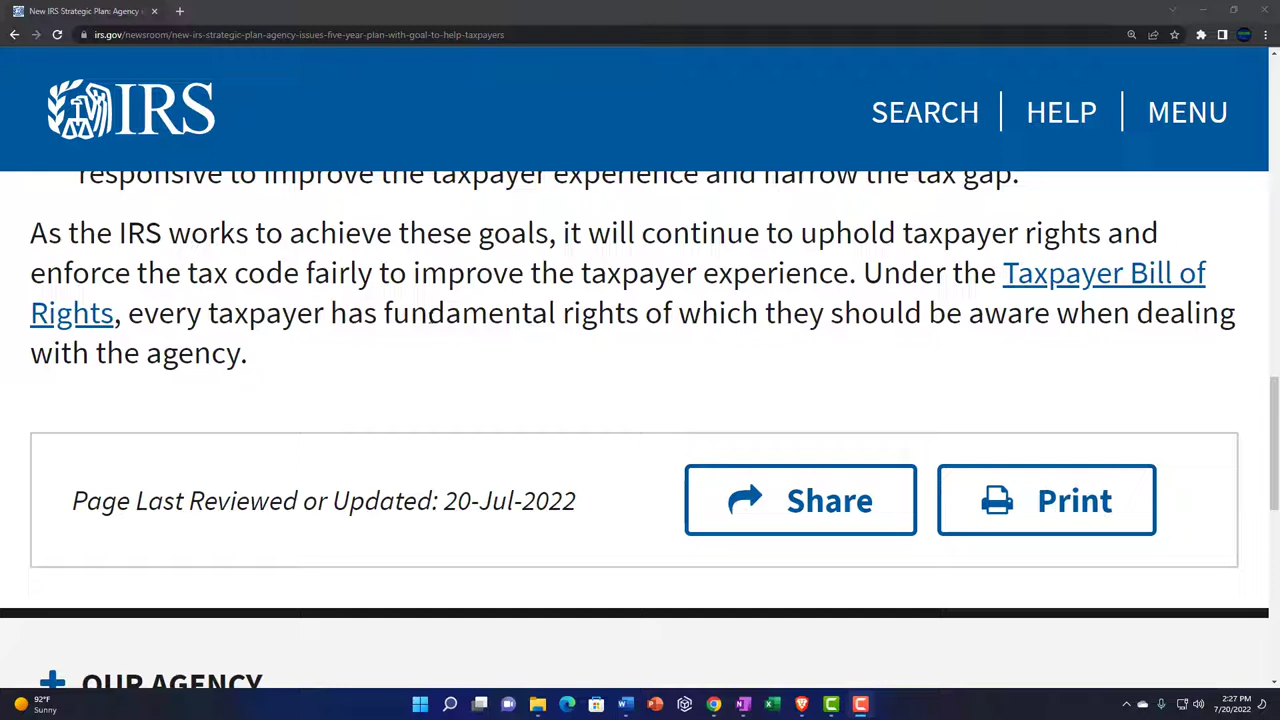 New IRS Strategic Plan: Agency i
irs.gov/newsroom/new-irs-strategic-plan-agency-issues-five-year-plan-with-goal-to-help-taxpayers
IRS
SEARCH
HELP
MENU
responsive to improve the taxpayer experience and narrow the tax gap.
As the IRS works to achieve these goals, it will continue to uphold taxpayer rights and
enforce the tax code fairly to improve the taxpayer experience. Under the Taxpayer Bill of
Rights, every taxpayer has fundamental rights of which they should be aware when dealing
with the agency.
Page Last Reviewed or Updated: 20-Jul-2022
Share
Print
OUR AGENCY
92°F
Sunny
2:27 PM
7/20/2022